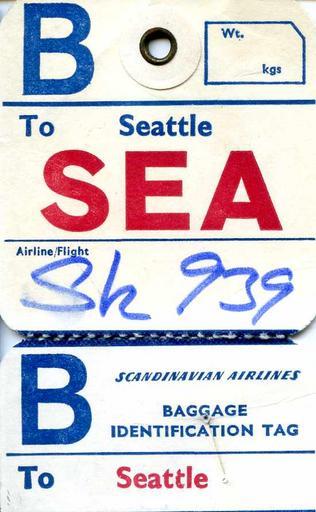 B
Wt.
kgs
To Seattle
SEA
Airline/Flight
Sk 939
B
SCANDINAVIAN AIRLINES
BAGGAGE
IDENTIFICATION TAG
To Seattle